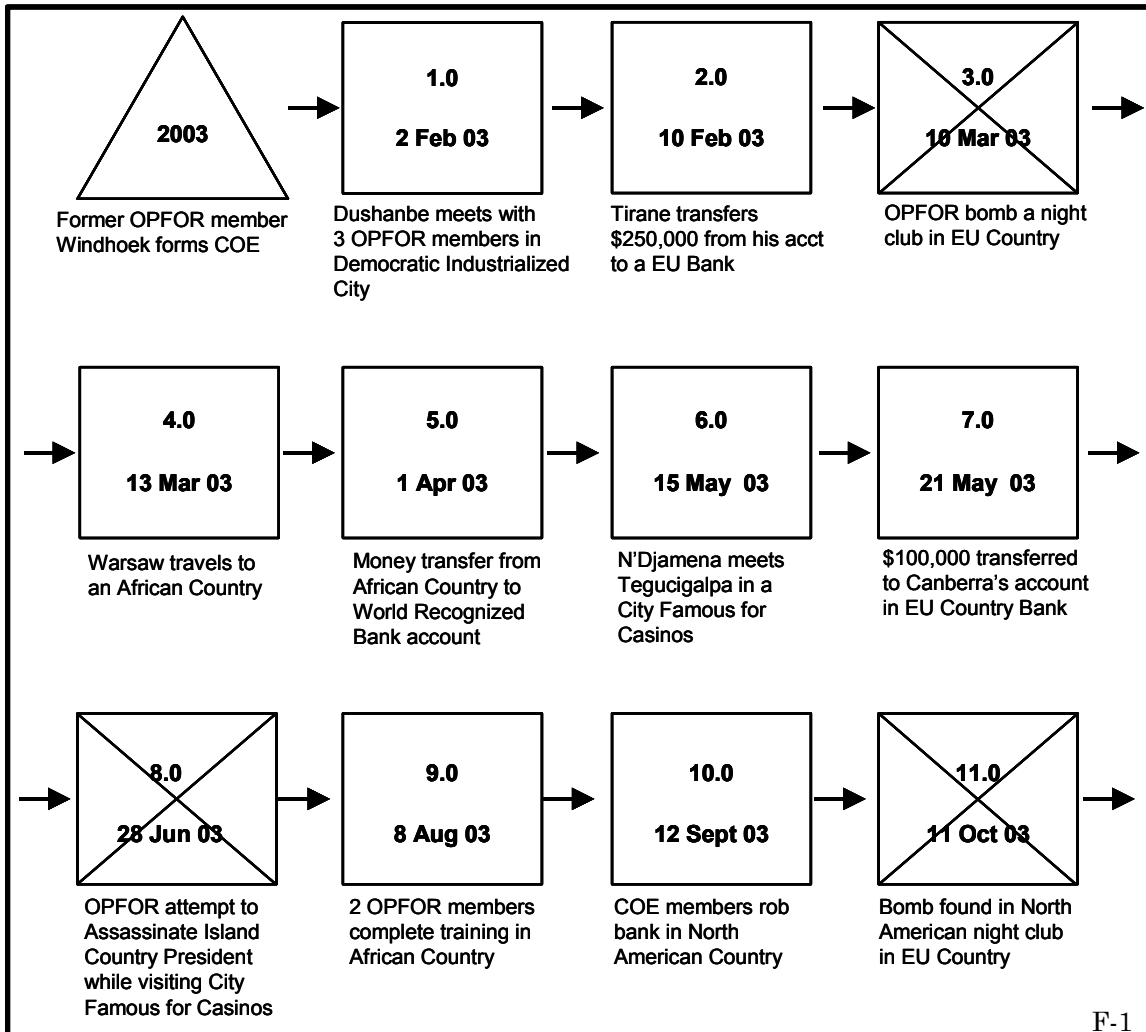 2003
Former OPFOR member
Windhoek forms COE
1.0
2 Feb 03
Dushanbe meets with
3 OPFOR members in
Democratic Industrialized
City
2.0
10 Feb 03
Tirane transfers
$250,000 from his acct
to a EU Bank
3.0
10 Mar 03
OPFOR bomb a night
club in EU Country
4.0
13 Mar 03
Warsaw travels to
an African Country
5.0
1 Apr 03
Money transfer from
African Country to
World Recognized
Bank account
6.0
15 May 03
N'Djamena meets
Tegucigalpa in a
City Famous for
Casinos
7.0
21 May 03
$100,000 transferred
to Canberra's account
in EU Country Bank
8.0
28 Jun 03
OPFOR attempt to
Assassinate Island
Country President
while visiting City
Famous for Casinos
9.0
8 Aug 03
2 OPFOR members
complete training in
African Country
10.0
12 Sept 03
COE members rob
bank in North
American Country
11.0
11 Oct 03
Bomb found in North
American night club
in EU Country
F-1